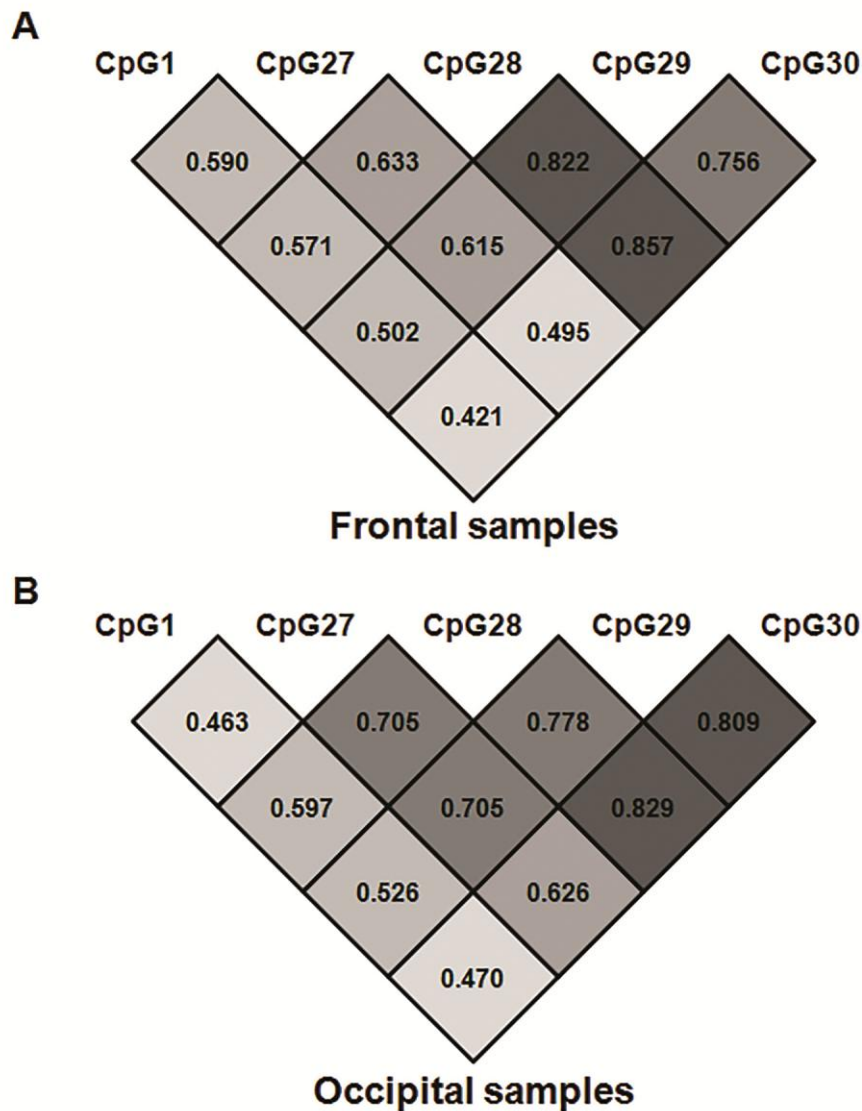 A
CpG1 CpG27 CpG28 CpG29 CpG30
0.590 0.633 0.822 0.756
0.571 0.615 0.857
0.502 0.495
0.421
Frontal samples
B
CpG1 CpG27 CpG28 CpG29 CpG30
0.463 0.705 0.778 0.809
0.597 0.705 0.829
0.526 0.626
0.470
Occipital samples